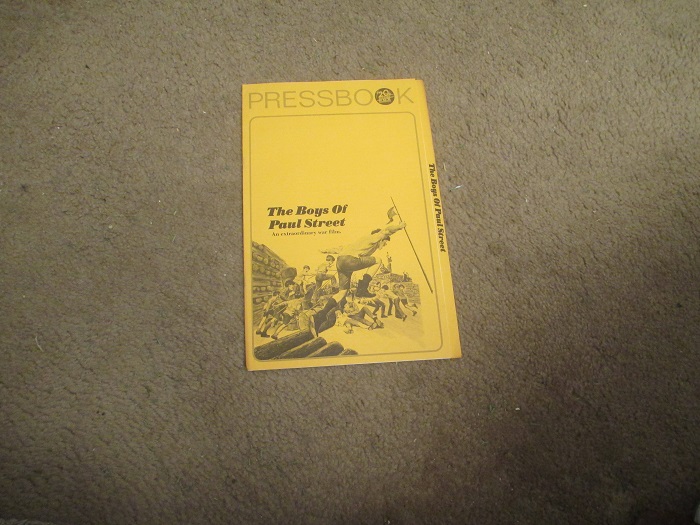 PRESSBOOK
The Boys Of
Paul Street
An extraordinary war film.
The Boys Of Paul Street